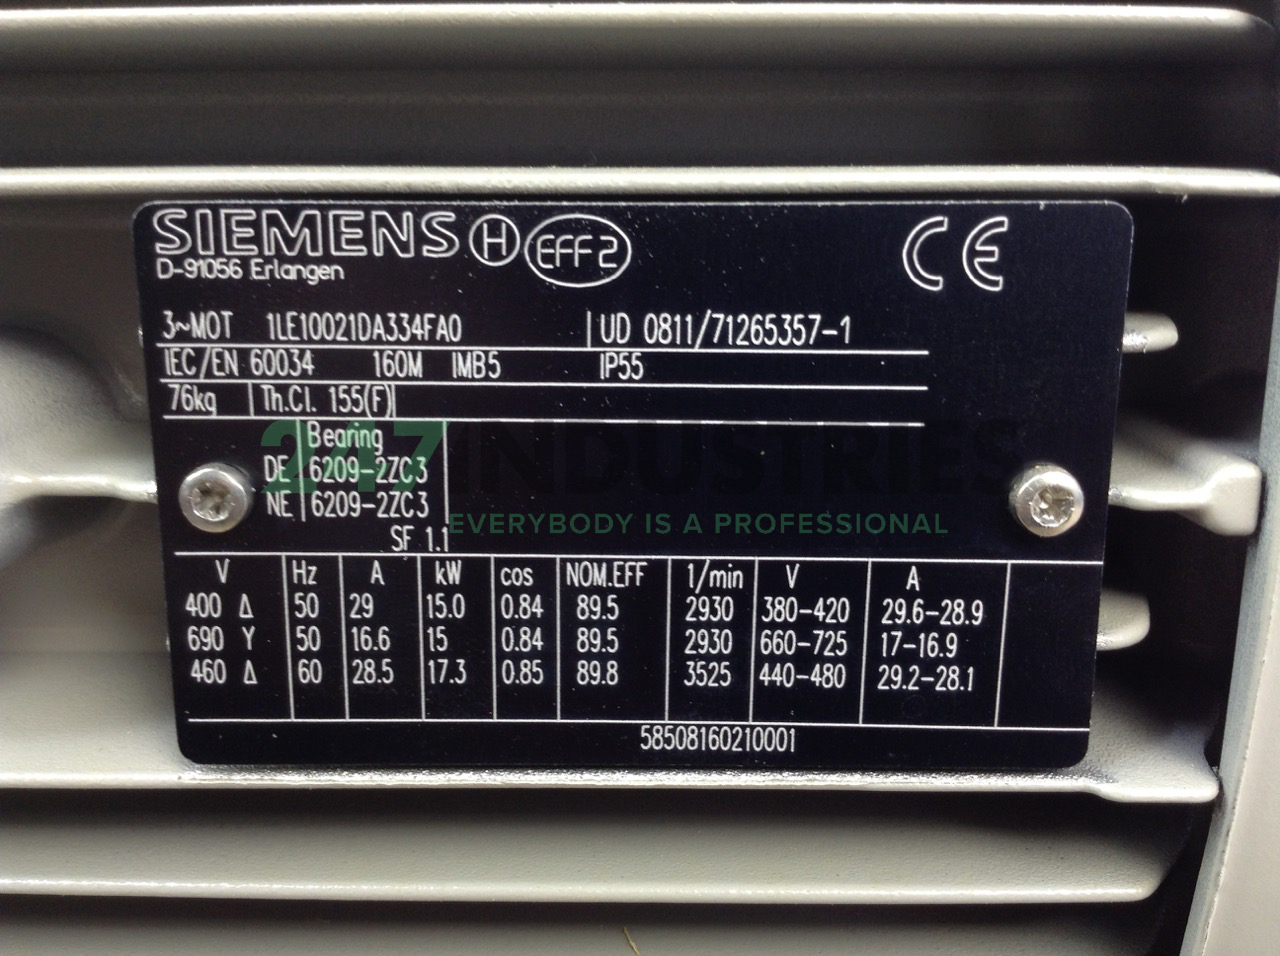 SIEMENS H EFF2 CE
D-91056 Erlangen
3~MOT 1LE10021DA334FA0 UD 0811/71265357-1
IEC/EN 60034 160M IMB5 IP55
76kg Th.Cl. 155(F)
Bearing
DE 6209-2ZC3
NE 6209-2ZC3
SF 1.1
247 INDUSTRIES
EVERYBODY IS A PROFESSIONAL
V Hz A kW cos NOM.EFF 1/min V A
400 Δ 50 29 15.0 0.84 89.5 2930 380-420 29.6-28.9
690 Y 50 16.6 15 0.84 89.5 2930 660-725 17-16.9
460 Δ 60 28.5 17.3 0.85 89.8 3525 440-480 29.2-28.1
58508160210001